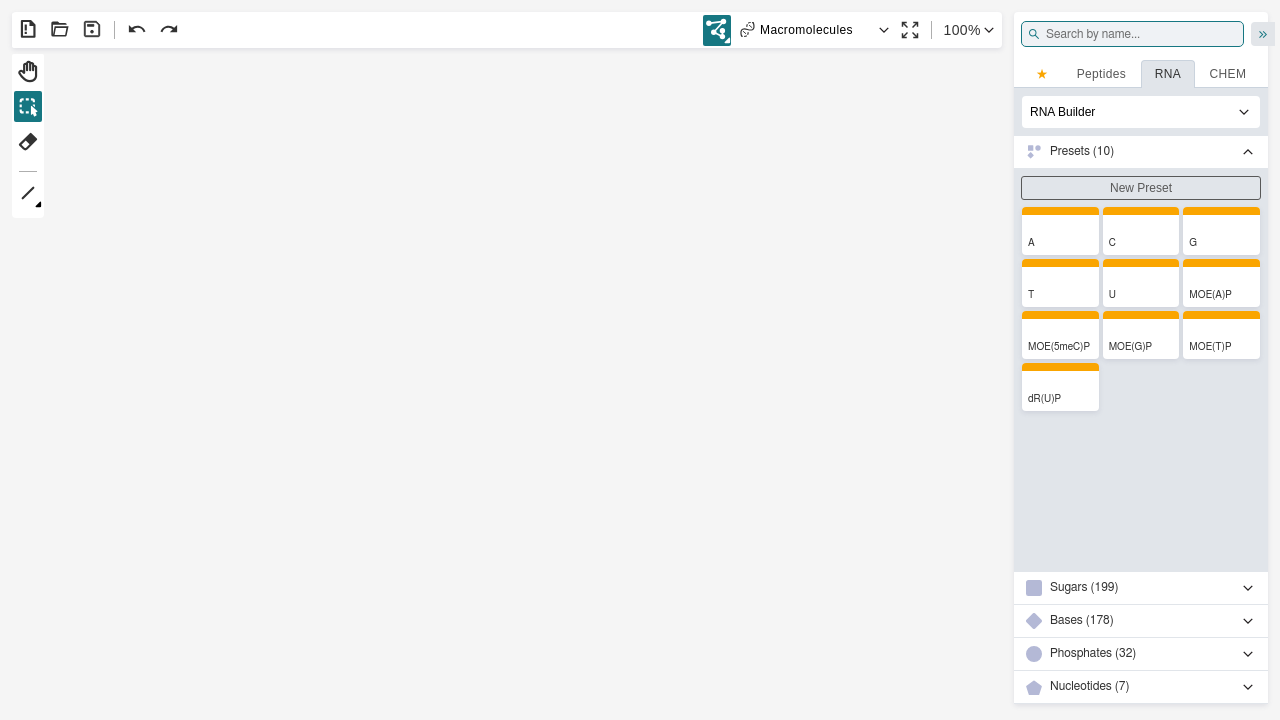 Macromolecules
100%
Search by name...
★ Peptides RNA CHEM
RNA Builder
Presets (10)
New Preset
A C G
T U MOE(A)P
MOE(5meC)P MOE(G)P MOE(T)P
dR(U)P
Sugars (199)
Bases (178)
Phosphates (32)
Nucleotides (7)